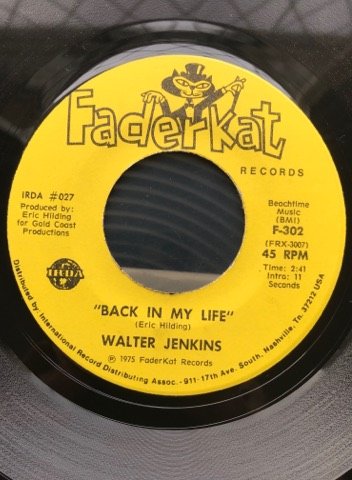 FaderKat
RECORDS
IRDA #027
Produced by:
Eric Hilding
for Gold Coast
Productions
Beachtime
Music
(BMI)
F-302
(FRX-3007)
45 RPM
Time: 2:41
Intro: 11
Seconds
IRDA
"BACK IN MY LIFE"
(Eric Hilding)
WALTER JENKINS
℗ 1975 FaderKat Records
Distributed by: International Record Distributing Assoc. - 911-17th Ave. South, Nashville, Tn. 37212 USA